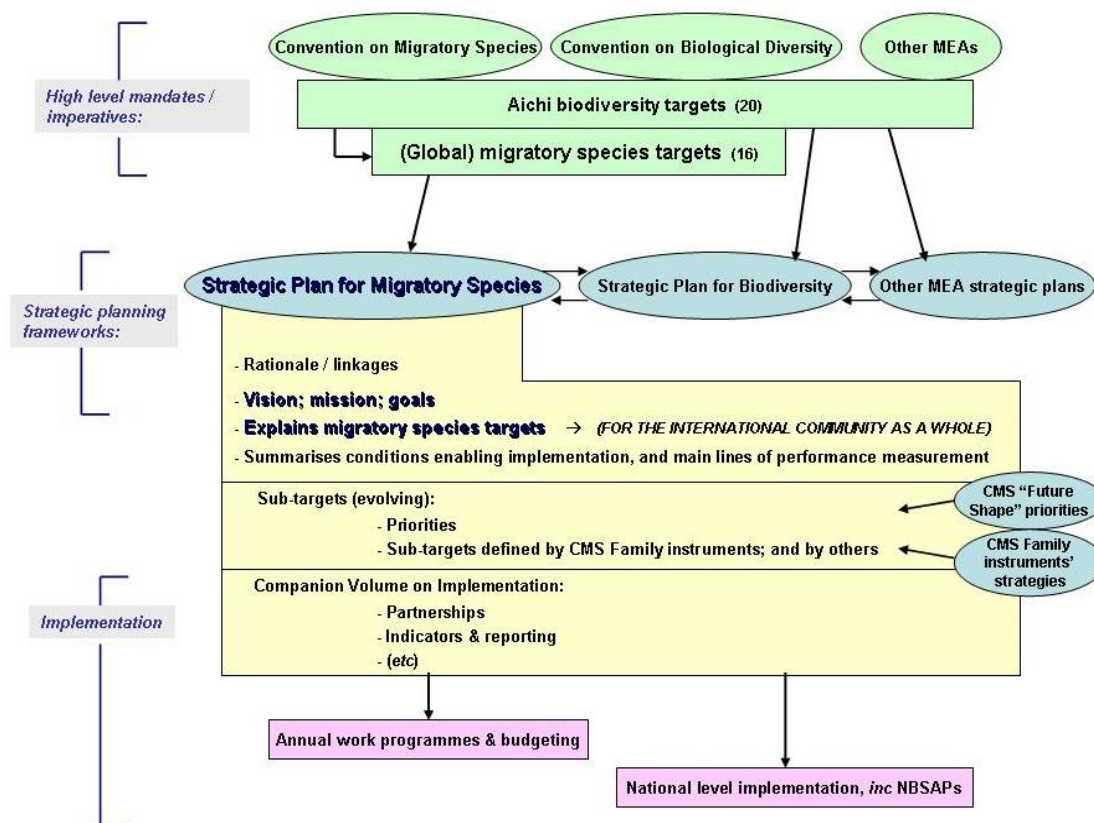 Convention on Migratory Species
Convention on Biological Diversity
Other MEAs
High level mandates /
imperatives:
Aichi biodiversity targets (20)
(Global) migratory species targets (16)
Strategic planning
frameworks:
Strategic Plan for Migratory Species
Strategic Plan for Biodiversity
Other MEA strategic plans
- Rationale / linkages
- Vision; mission; goals
- Explains migratory species targets → (FOR THE INTERNATIONAL COMMUNITY AS A WHOLE)
- Summarises conditions enabling implementation, and main lines of performance measurement
Sub-targets (evolving):
- Priorities
- Sub-targets defined by CMS Family instruments; and by others
CMS “Future
Shape” priorities
CMS Family
instruments’
strategies
Implementation
Companion Volume on Implementation:
- Partnerships
- Indicators & reporting
- (etc)
Annual work programmes & budgeting
National level implementation, inc NBSAPs